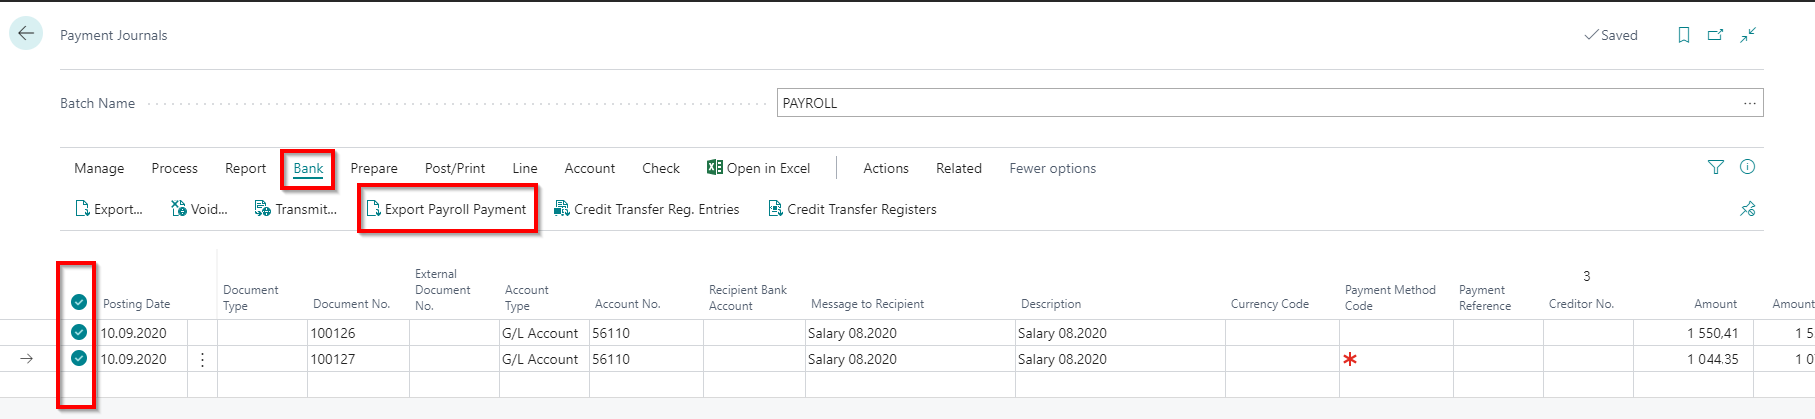 Payment Journals
Saved
Batch Name
PAYROLL
Manage Process Report Bank Prepare Post/Print Line Account Check Open in Excel Actions Related Fewer options
Export... Void... Transmit... Export Payroll Payment Credit Transfer Reg. Entries Credit Transfer Registers
3
External
Document Document Account Recipient Bank Payment Method Payment
Posting Date Type Document No. No. Type Account No. Account Message to Recipient Description Currency Code Code Reference Creditor No. Amount Amoun
10.09.2020 100126 G/L Account 56110 Salary 08.2020 Salary 08.2020 1 550,41 1 5
10.09.2020 100127 G/L Account 56110 Salary 08.2020 Salary 08.2020 1 044.35